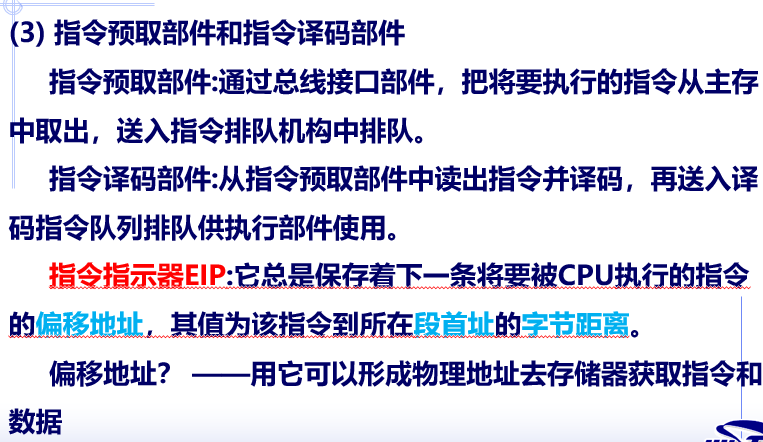 (3) 指令预取部件和指令译码部件
指令预取部件:通过总线接口部件，把将要执行的指令从主存
中取出，送入指令排队机构中排队。
指令译码部件:从指令预取部件中读出指令并译码，再送入译
码指令队列排队供执行部件使用。
指令指示器EIP:它总是保存着下一条将要被CPU执行的指令
的偏移地址，其值为该指令到所在段首址的字节距离。
偏移地址？ ——用它可以形成物理地址去存储器获取指令和
数据